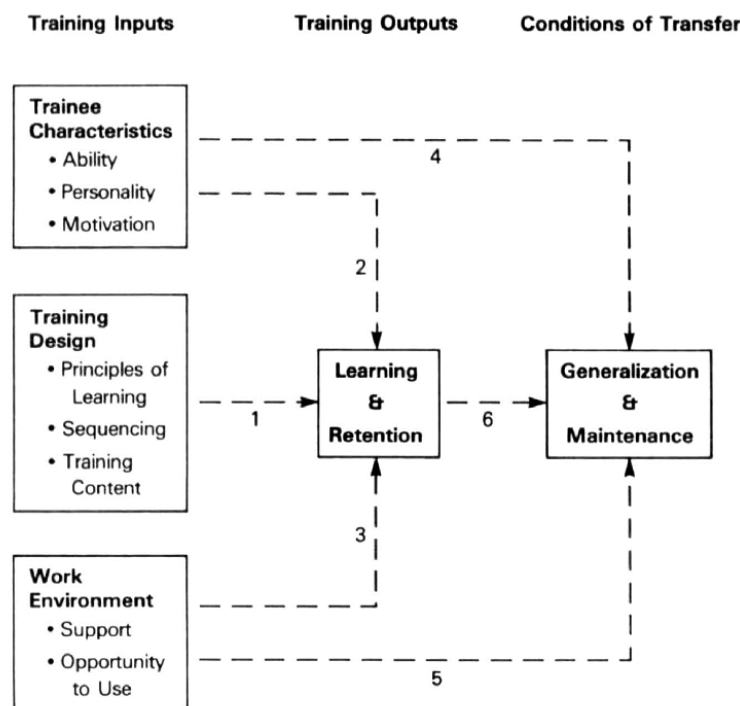 Training Inputs
Training Outputs
Conditions of Transfer
Trainee
Characteristics
• Ability
• Personality
• Motivation
4
2
Training
Design
• Principles of
Learning
• Sequencing
• Training
Content
1
Learning
&
Retention
6
Generalization
&
Maintenance
3
Work
Environment
• Support
• Opportunity
to Use
5